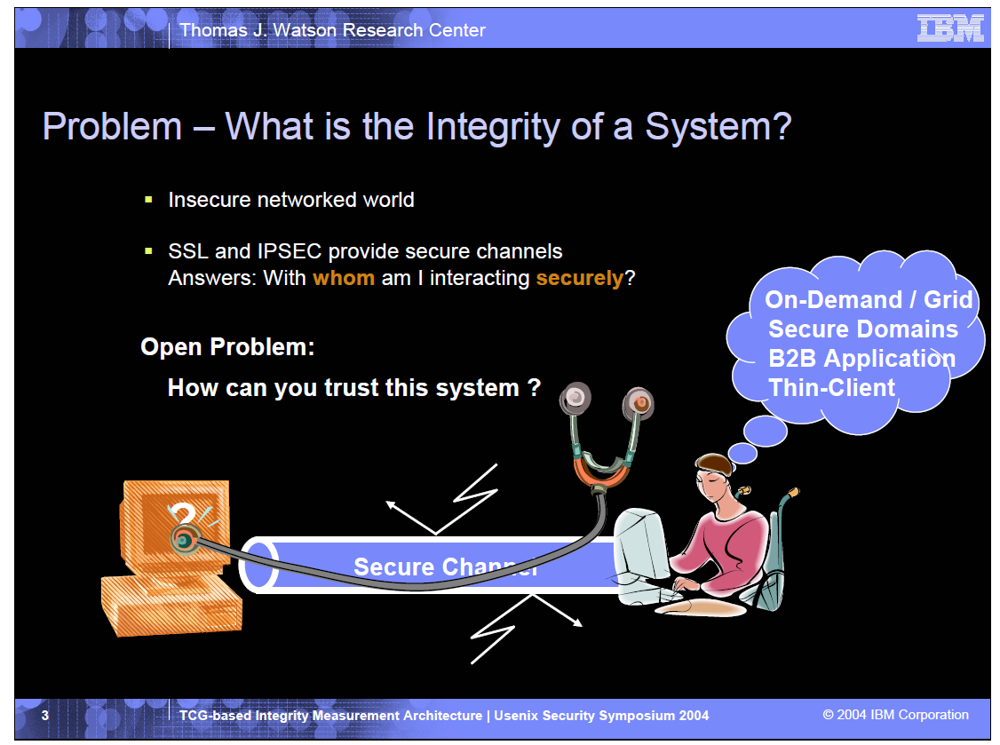 Thomas J. Watson Research Center
IBM
Problem – What is the Integrity of a System?
▪ Insecure networked world
▪ SSL and IPSEC provide secure channels
Answers: With whom am I interacting securely?
On-Demand / Grid
Secure Domains
B2B Application
Thin-Client
Open Problem:
How can you trust this system ?
?
Secure Channel
3
TCG-based Integrity Measurement Architecture | Usenix Security Symposium 2004
© 2004 IBM Corporation